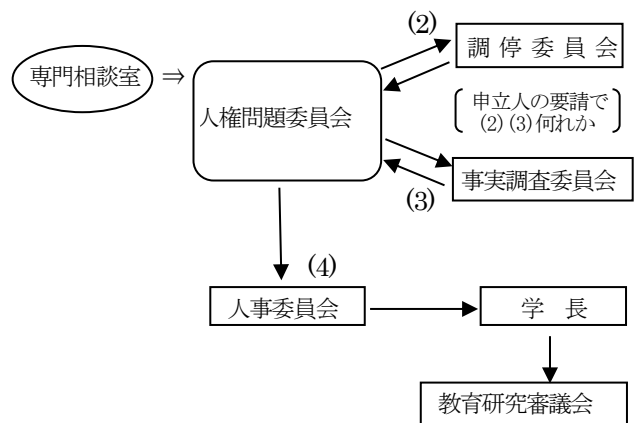 (2)
調 停 委 員 会
専門相談室 ⇒
人権問題委員会
申立人の要請で
(2) (3)何れか
事実調査委員会
(3)
(4)
人事委員会
学　長
教育研究審議会